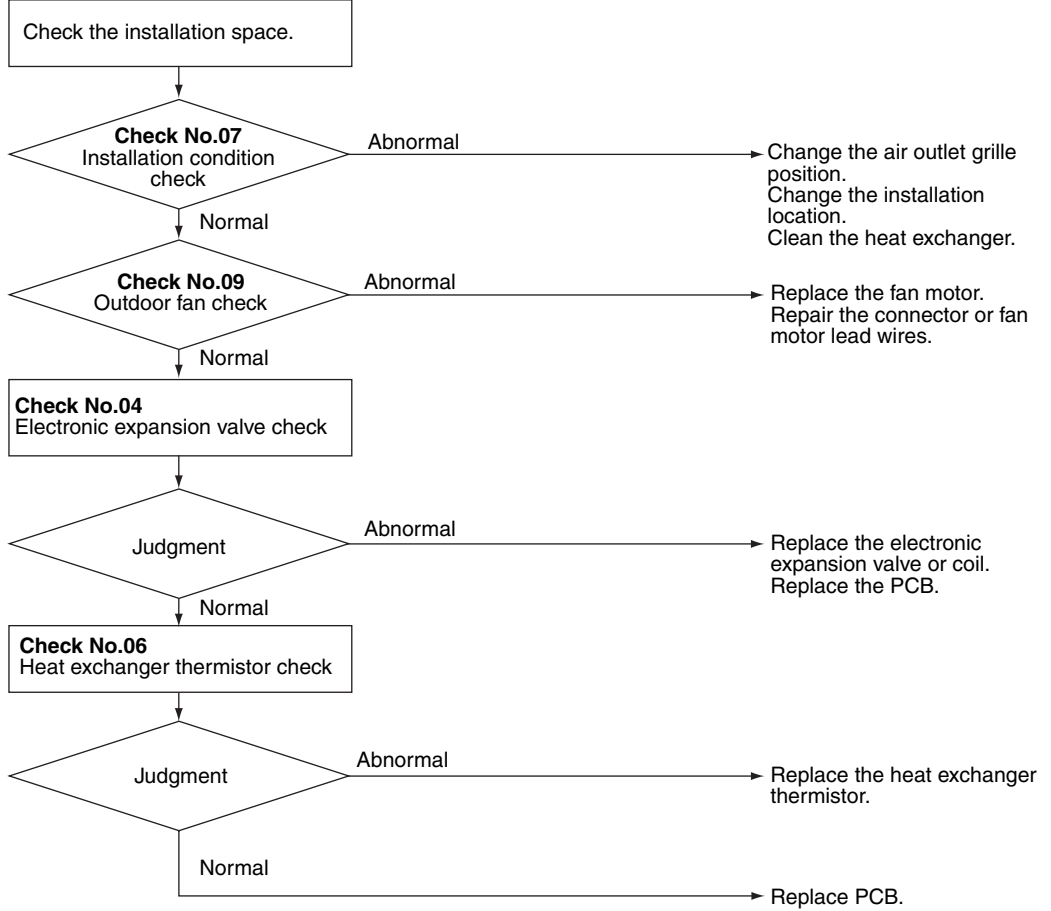 Check the installation space.
Check No.07
Installation condition
check
Abnormal
Change the air outlet grille
position.
Change the installation
location.
Clean the heat exchanger.
Normal
Check No.09
Outdoor fan check
Abnormal
Replace the fan motor.
Repair the connector or fan
motor lead wires.
Normal
Check No.04
Electronic expansion valve check
Judgment
Abnormal
Replace the electronic
expansion valve or coil.
Replace the PCB.
Normal
Check No.06
Heat exchanger thermistor check
Judgment
Abnormal
Replace the heat exchanger
thermistor.
Normal
Replace PCB.